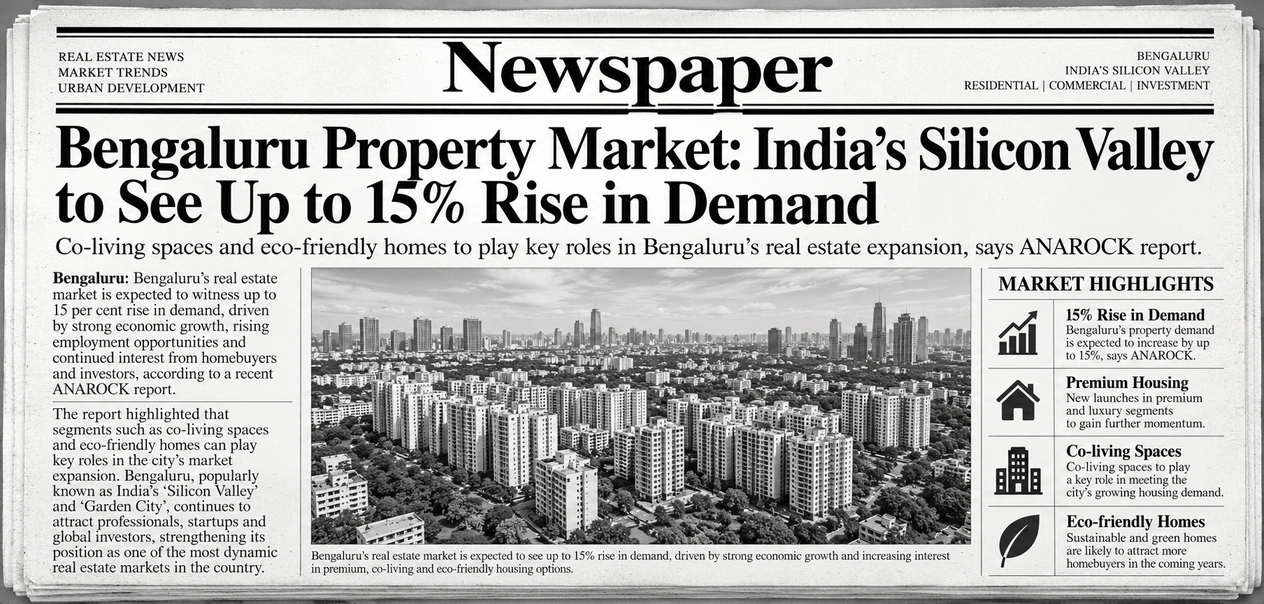 REAL ESTATE NEWS
MARKET TRENDS
URBAN DEVELOPMENT
Newspaper
BENGALURU
INDIA'S SILICON VALLEY
RESIDENTIAL | COMMERCIAL | INVESTMENT
Bengaluru Property Market: India's Silicon Valley
to See Up to 15% Rise in Demand
Co-living spaces and eco-friendly homes to play key roles in Bengaluru's real estate expansion, says ANAROCK report.
Bengaluru: Bengaluru's real estate
market is expected to witness up to
15 per cent rise in demand, driven
by strong economic growth, rising
employment opportunities and
continued interest from homebuyers
and investors, according to a recent
ANAROCK report.
The report highlighted that
segments such as co-living spaces
and eco-friendly homes can play
key roles in the city's market
expansion. Bengaluru, popularly
known as India's 'Silicon Valley'
and 'Garden City', continues to
attract professionals, startups and
global investors, strengthening its
position as one of the most dynamic
real estate markets in the country.
Bengaluru's real estate market is expected to see up to 15% rise in demand, driven by strong economic growth and increasing interest
in premium, co-living and eco-friendly housing options.
MARKET HIGHLIGHTS
15% Rise in Demand
Bengaluru's property demand
is expected to increase by up
to 15%, says ANAROCK.
Premium Housing
New launches in premium
and luxury segments
to gain further momentum.
Co-living Spaces
Co-living spaces to play
a key role in meeting the
city's growing housing demand.
Eco-friendly Homes
Sustainable and green homes
are likely to attract more
homebuyers in the coming years.